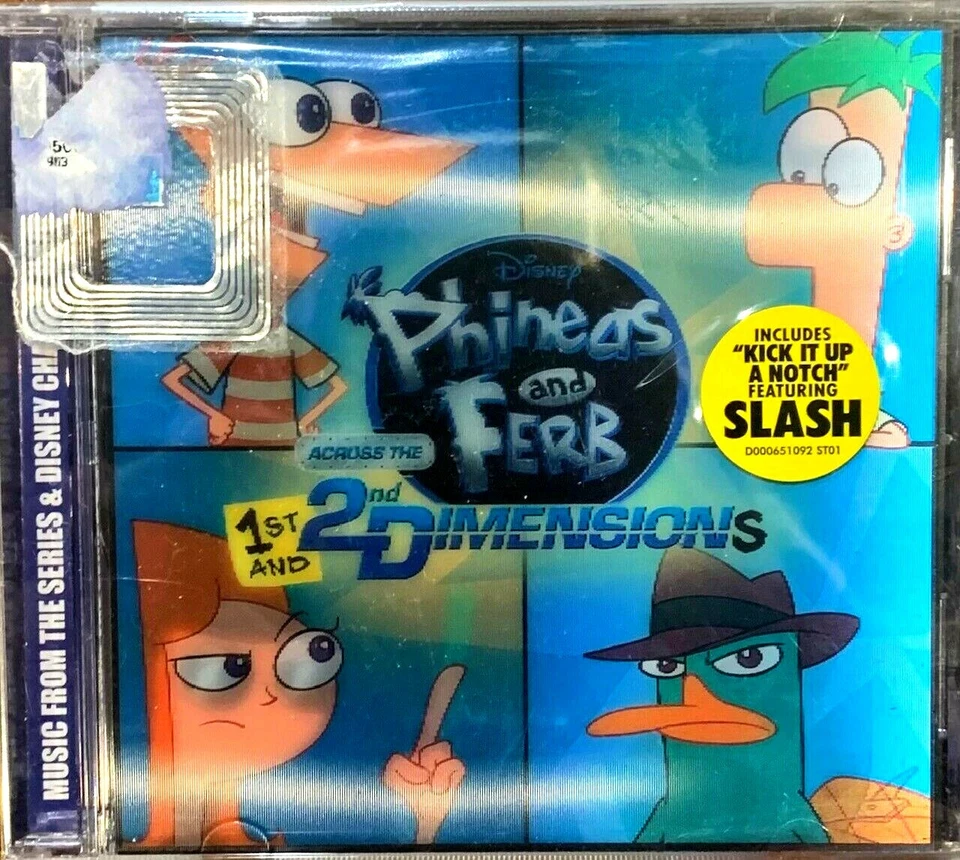 903
MUSIC FROM THE SERIES & DISNEY
DISNEY
Phineas
and
FERB
ACROSS THE
1ST
AND
2nd
DIMENSIONS
INCLUDES
"KICK IT UP
A NOTCH"
FEATURING
SLASH
D000651092 ST01